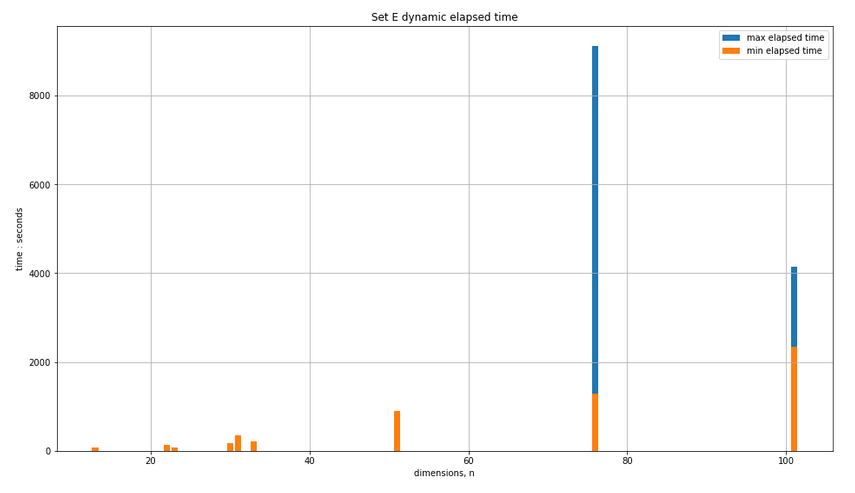 Set E dynamic elapsed time
max elapsed time
min elapsed time
8000
6000
4000
2000
0
time : seconds
20 40 60 80 100
dimensions, n